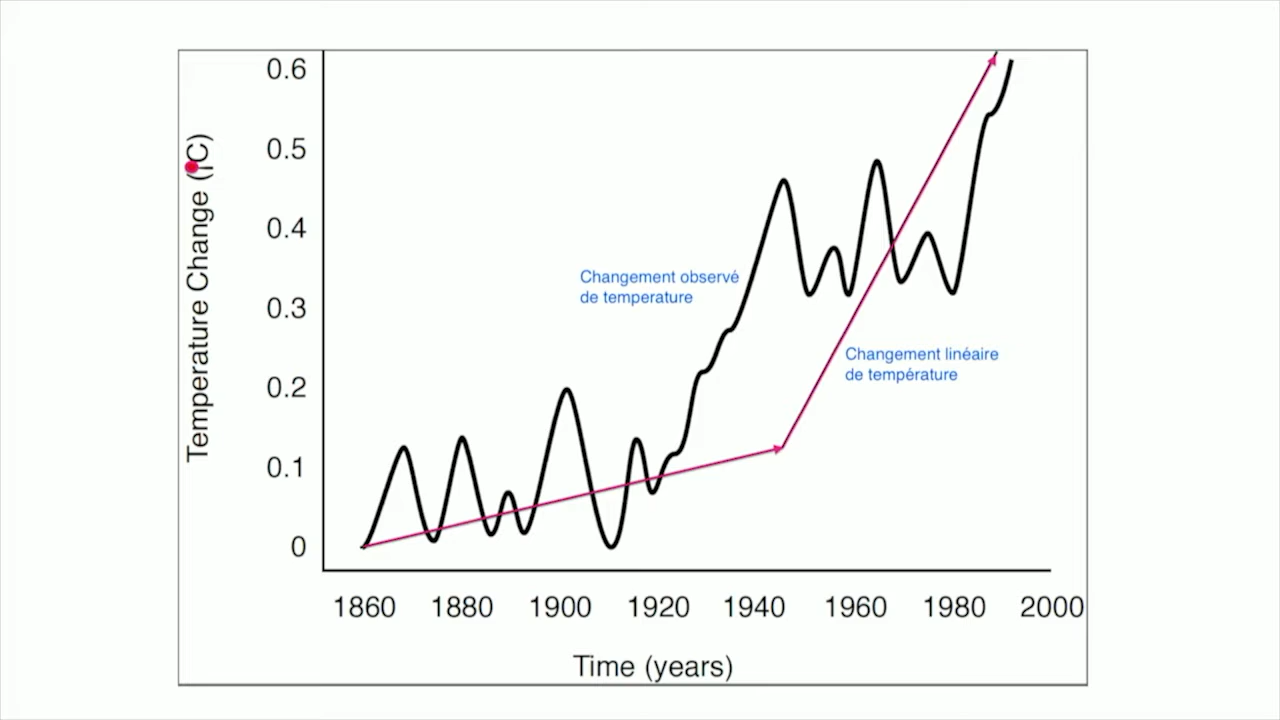 0.6
0.5
0.4
0.3
0.2
0.1
0
Temperature Change (C)
Changement observé
de temperature
Changement linéaire
de température
1860 1880 1900 1920 1940 1960 1980 2000
Time (years)